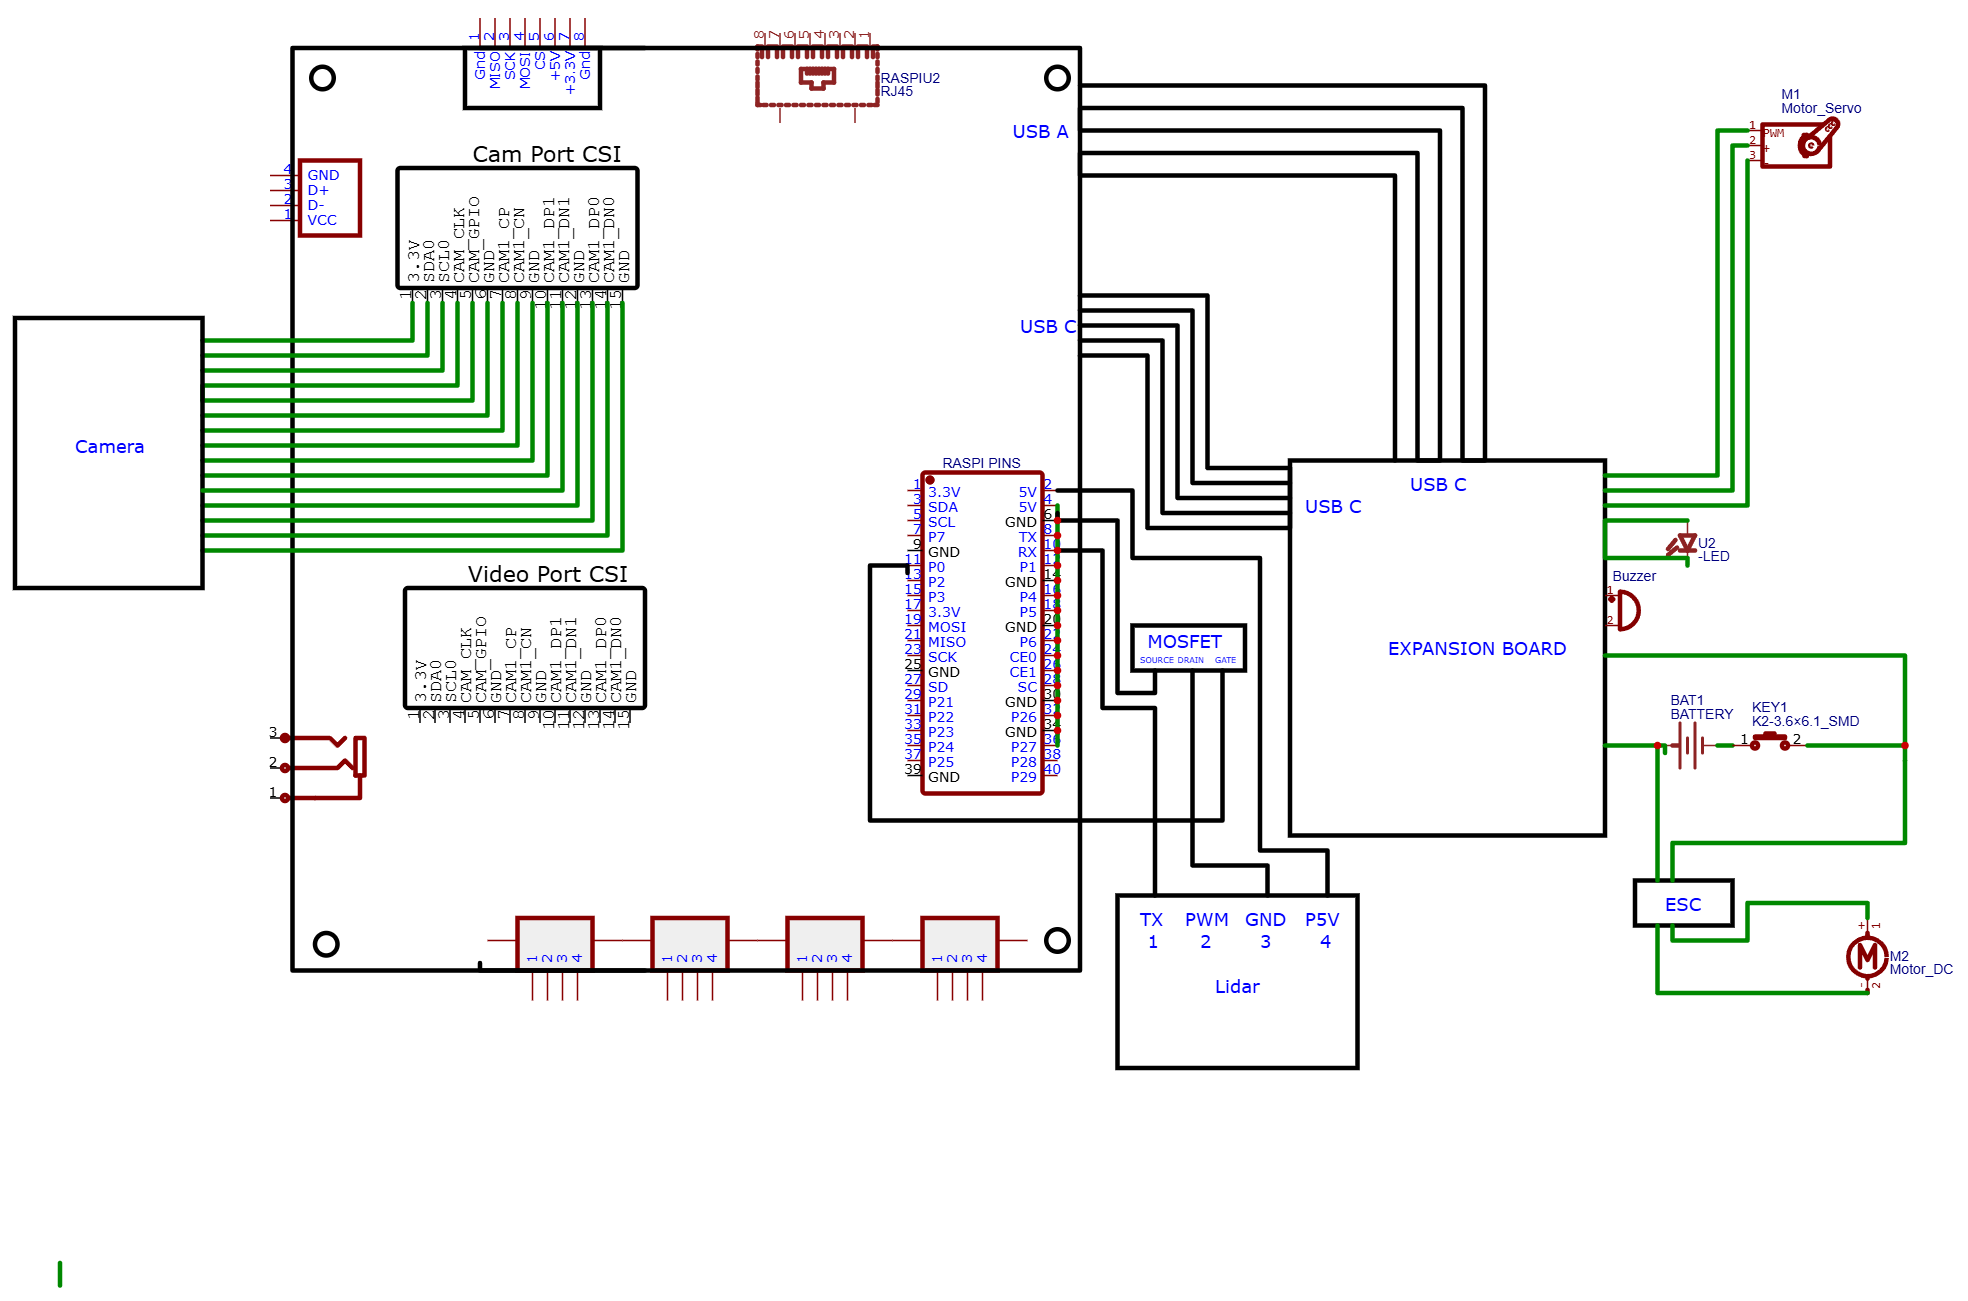 1 2 3 4 5 6 7 8
Gnd MISO SCK MOSI CS +5V +3.3V Gnd
8 7 6 5 4 3 2 1
RASPIU2
RJ45
USB A
M1
Motor_Servo
1 PWM
2 +
3 -
Cam Port CSI
4 GND
3 D+
2 D-
1 VCC
3.3V SDA0 SCL0 CAM_CLK CAM_GPIO GND_ CAM1_CP CAM1_CN GND CAM1_DP1 CAM1_DN1 GND CAM1_DP0 CAM1_DN0 GND
1 2 3 4 5 6 7 8 9 10 11 12 13 14 15
USB C
Camera
RASPI PINS
1 3.3V 5V 2
3 SDA 5V 4
5 SCL GND 6
7 P7 TX 8
9 GND RX 10
11 P0 P1
13 P2 GND 14
15 P3 P4 16
17 3.3V P5 18
19 MOSI GND 20
21 MISO P6
23 SCK CE0 24
25 GND CE1 26
27 SD SC 28
29 P21 GND 30
31 P22 P26
33 P23 GND 34
35 P24 P27 36
37 P25 P28 38
39 GND P29 40
USB C
USB C
EXPANSION BOARD
U2
-LED
Buzzer
1
2
MOSFET
SOURCE DRAIN GATE
Video Port CSI
3.3V SDA0 SCL0 CAM_CLK CAM_GPIO GND_ CAM1_CP CAM1_CN GND CAM1_DP1 CAM1_DN1 GND CAM1_DP0 CAM1_DN0 GND
1 2 3 4 5 6 7 8 9 10 11 12 13 14 15
BAT1
BATTERY
KEY1
K2-3.6×6.1_SMD
1 2
3
2
1
ESC
TX PWM GND P5V
1 2 3 4
Lidar
+ 1
M
M2
Motor_DC
- 2
1 2 3 4
1 2 3 4
1 2 3 4
1 2 3 4